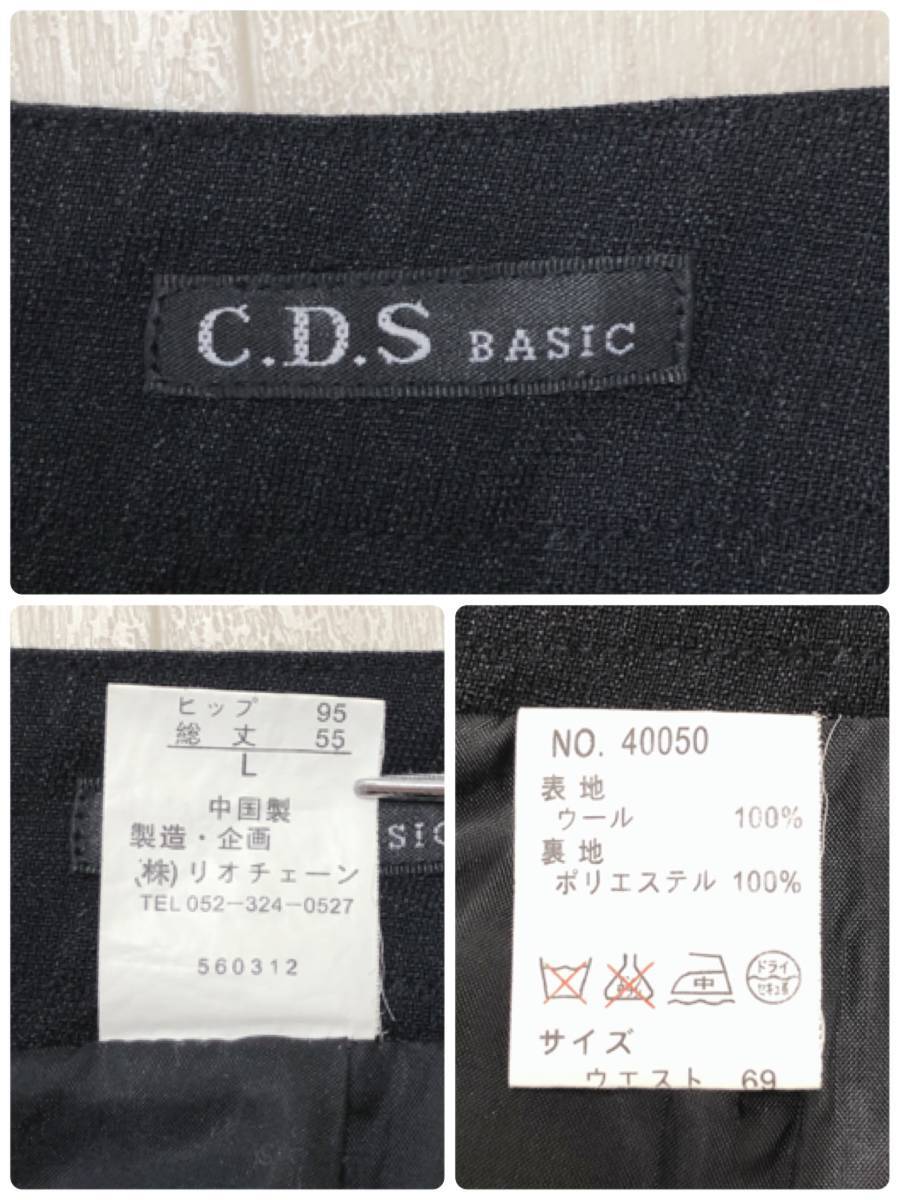 C.D.S BASIC
ヒップ 95
総丈 55
L
中国製
製造・企画
(株)リオチェーン
TEL 052-324-0527
560312
SIC
NO. 40050
表地
ウール 100%
裏地
ポリエステル 100%
中
ドライ
セキユ系
サイズ
ウエスト 69